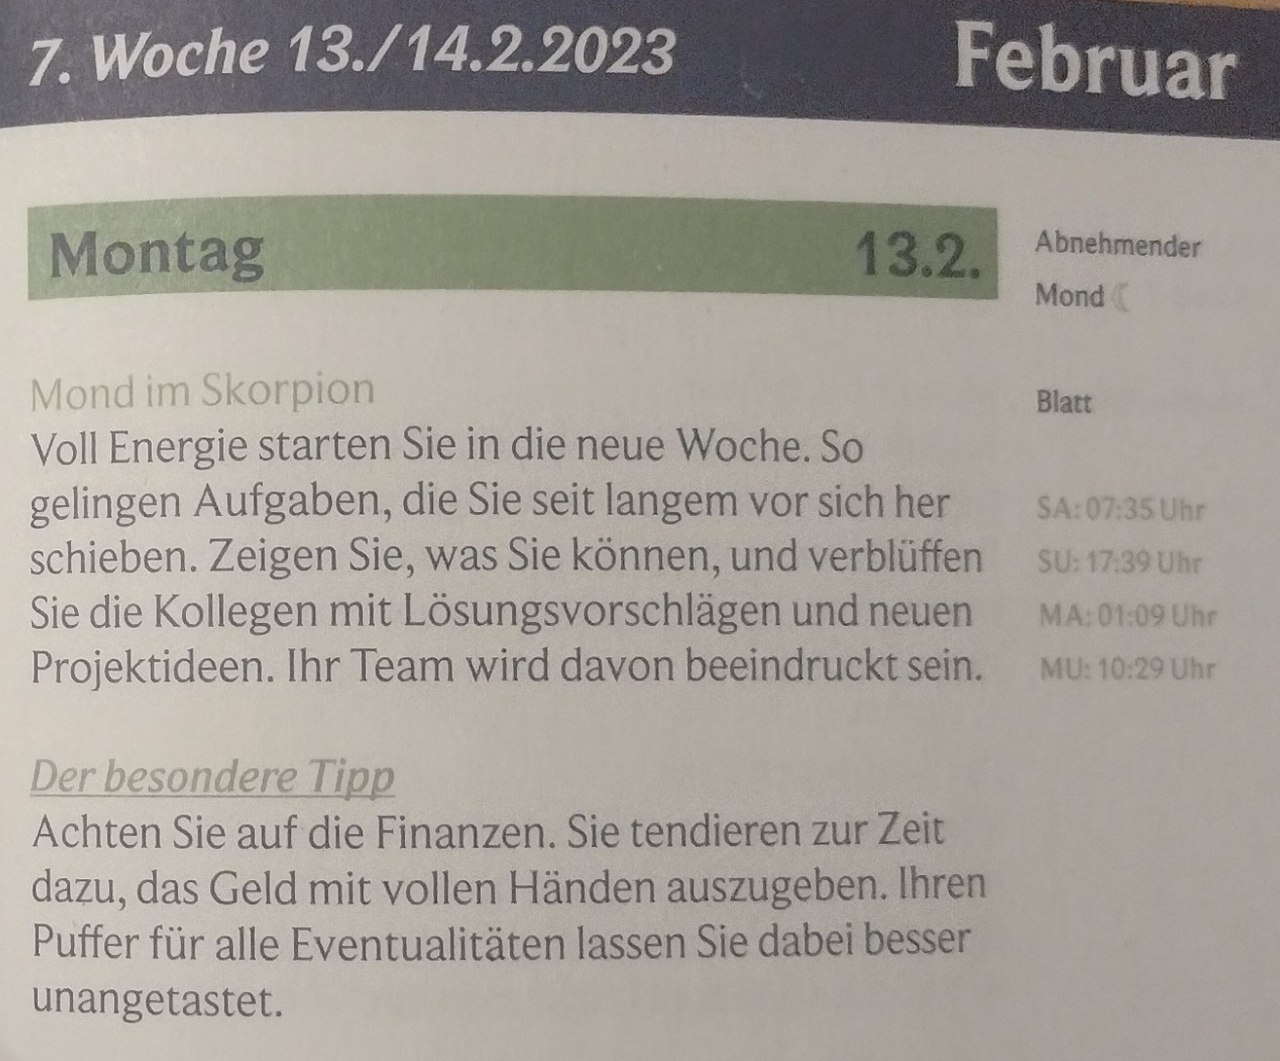 7. Woche 13./14.2.2023
Februar
Montag 13.2.
Mond im Skorpion
Voll Energie starten Sie in die neue Woche. So
gelingen Aufgaben, die Sie seit langem vor sich her
schieben. Zeigen Sie, was Sie können, und verblüffen
Sie die Kollegen mit Lösungsvorschlägen und neuen
Projektideen. Ihr Team wird davon beeindruckt sein.
Der besondere Tipp
Achten Sie auf die Finanzen. Sie tendieren zur Zeit
dazu, das Geld mit vollen Händen auszugeben. Ihren
Puffer für alle Eventualitäten lassen Sie dabei besser
unangetastet.
Abnehmender
Mond
Blatt
SA: 07:35 Uhr
SU: 17:39 Uhr
MA: 01:09 Uhr
MU: 10:29 Uhr